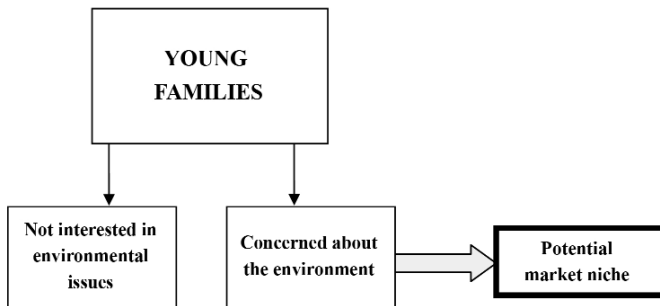 YOUNG
FAMILIES
Not interested in
environmental
issues
Concerned about
the environment
Potential
market niche